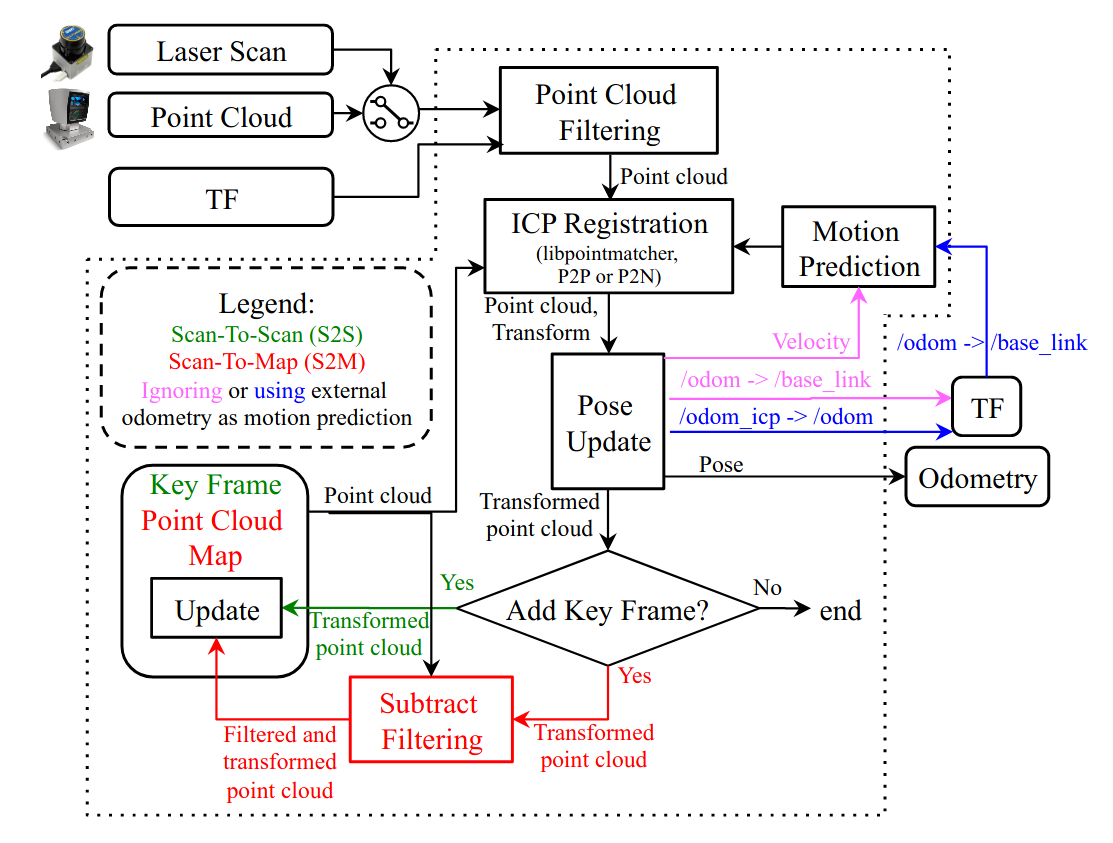 Laser Scan
Point Cloud
TF
Point Cloud
Filtering
Point cloud
ICP Registration
(libpointmatcher,
P2P or P2N)
Motion
Prediction
Legend:
Scan-To-Scan (S2S)
Scan-To-Map (S2M)
Ignoring or using external
odometry as motion prediction
Point cloud,
Transform
Velocity
/odom -> /base_link
/odom -> /base_link
/odom_icp -> /odom
TF
Pose
Update
Pose
Odometry
Key Frame
Point Cloud
Map
Update
Point cloud
Transformed
point cloud
Yes
Add Key Frame?
No
end
Transformed
point cloud
Yes
Subtract
Filtering
Transformed
point cloud
Filtered and
transformed
point cloud